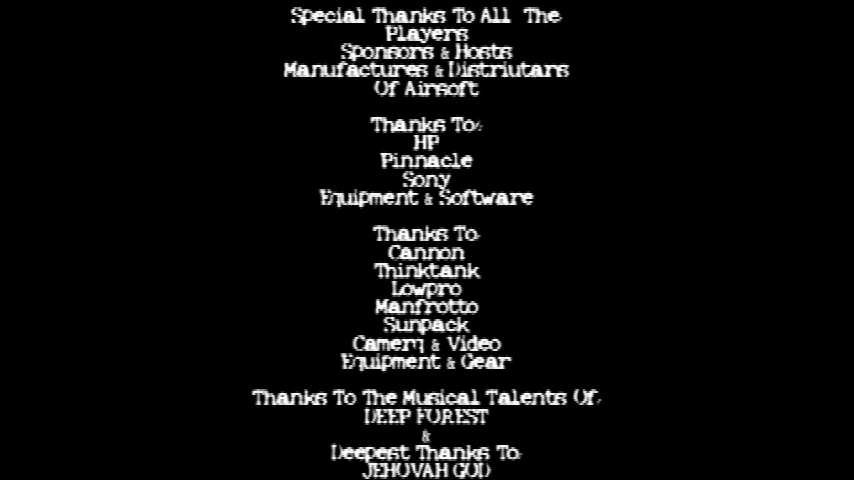 Special Thanks To All The
Players
Sponsors & Hosts
Manufactures & Distriutars
Of Airsoft
Thanks To:
HP
Pinnacle
Sony
Equipment & Software
Thanks To:
Cannon
Thinktank
Lowpro
Manfrotto
Sunpack
Camera & Video
Equipment & Gear
Thanks To The Musical Talents Of:
DEEP FOREST
&
Deepest Thanks To:
JEHOVAH GOD